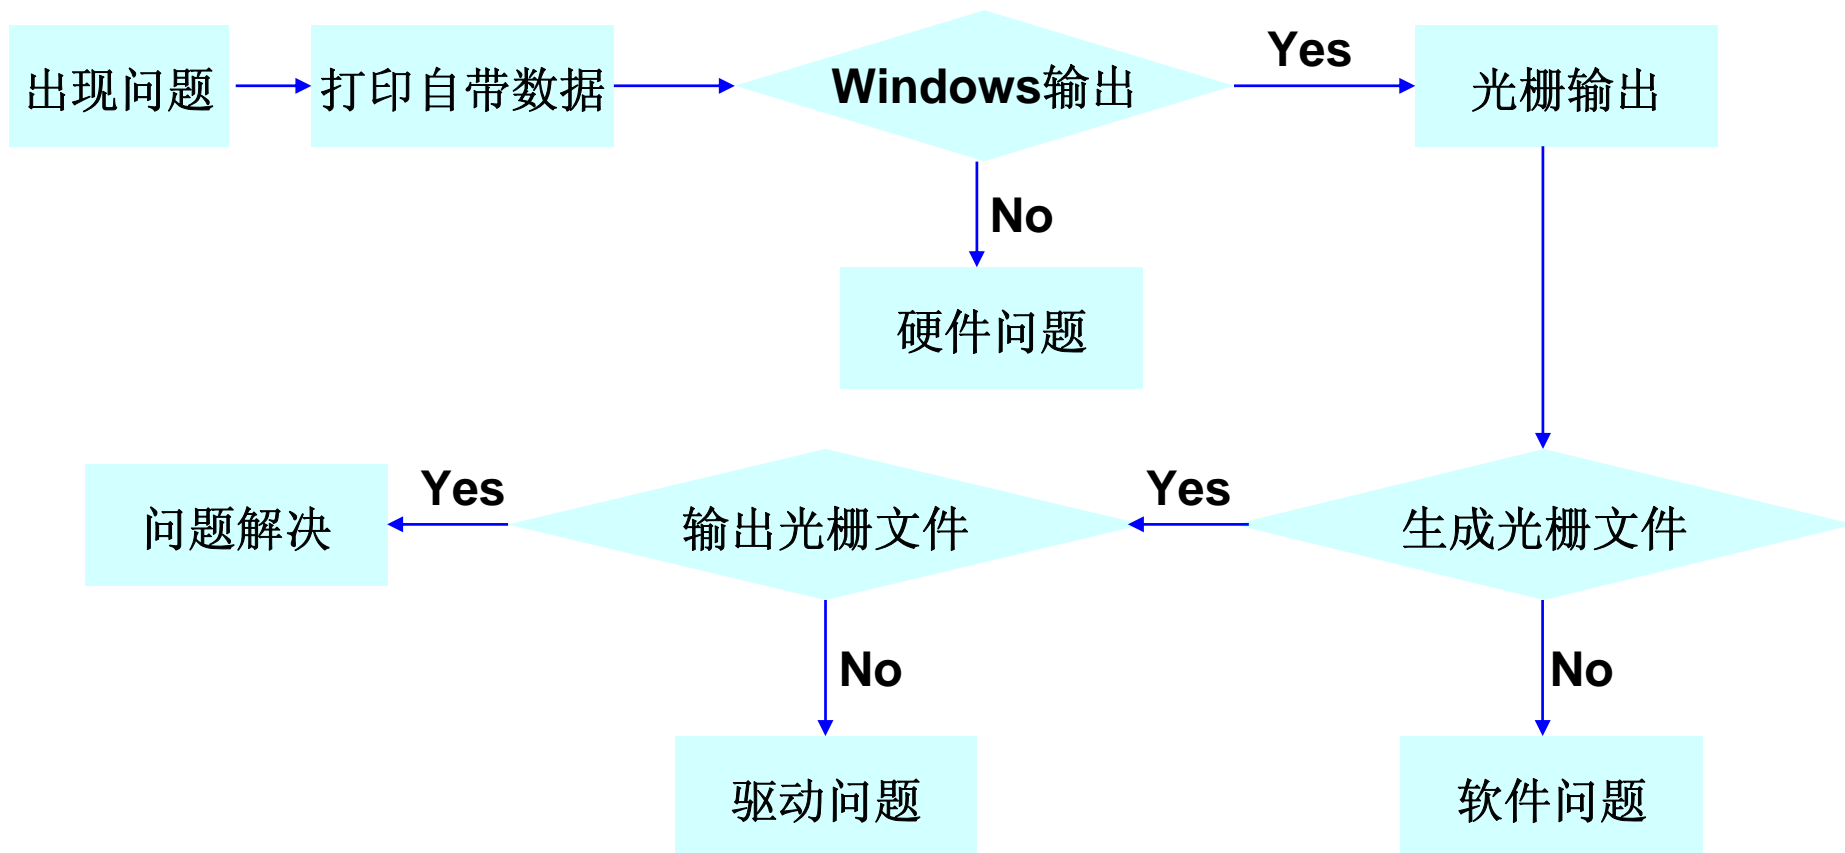 出现问题
打印自带数据
Windows输出
Yes
光栅输出
No
硬件问题
问题解决
Yes
输出光栅文件
Yes
生成光栅文件
No
No
驱动问题
软件问题